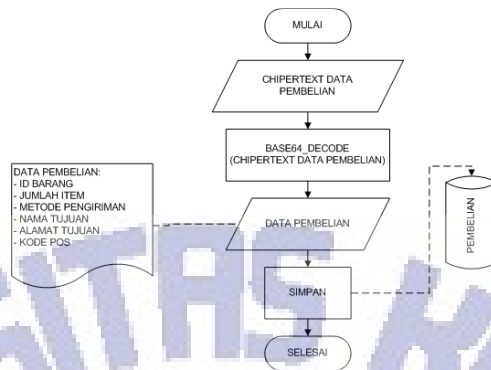 MULAI
CHIPERTEXT DATA
PEMBELIAN
BASE64_DECODE
(CHIPERTEXT DATA PEMBELIAN)
DATA PEMBELIAN:
- ID BARANG
- JUMLAH ITEM
- METODE PENGIRIMAN
- NAMA TUJUAN
- ALAMAT TUJUAN
- KODE POS
DATA PEMBELIAN
PEMBELIAN
SIMPAN
SELESAI
ITAS K